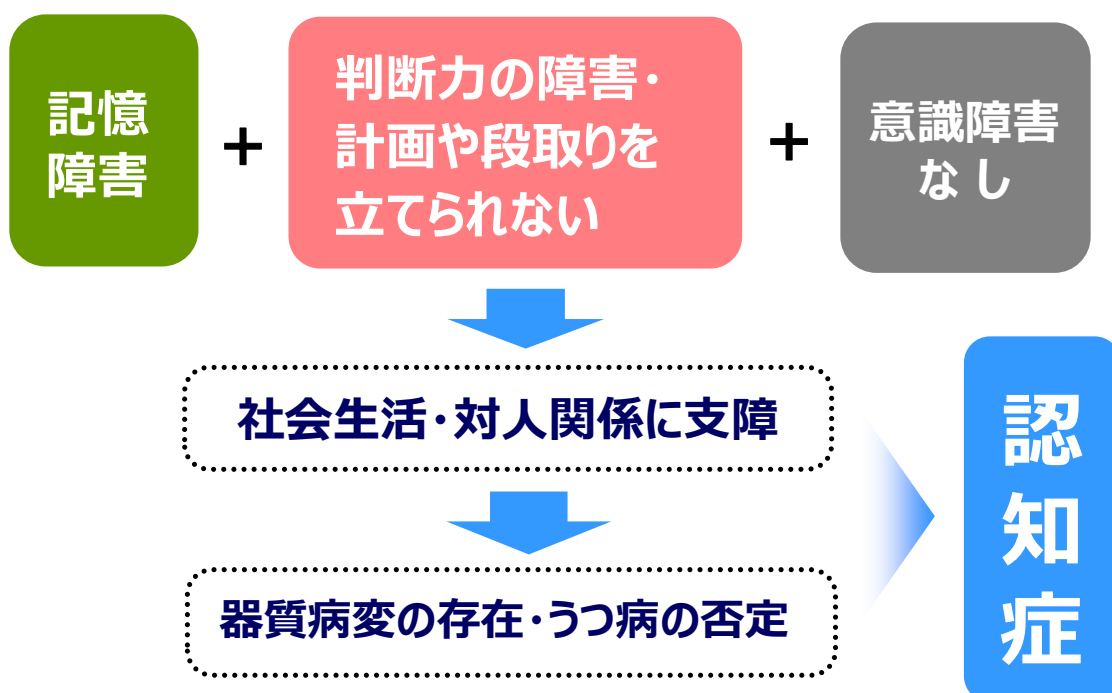 記憶
障害
+
判断力の障害・
計画や段取りを
立てられない
+
意識障害
なし
社会生活・対人関係に支障
器質病変の存在・うつ病の否定
認知症